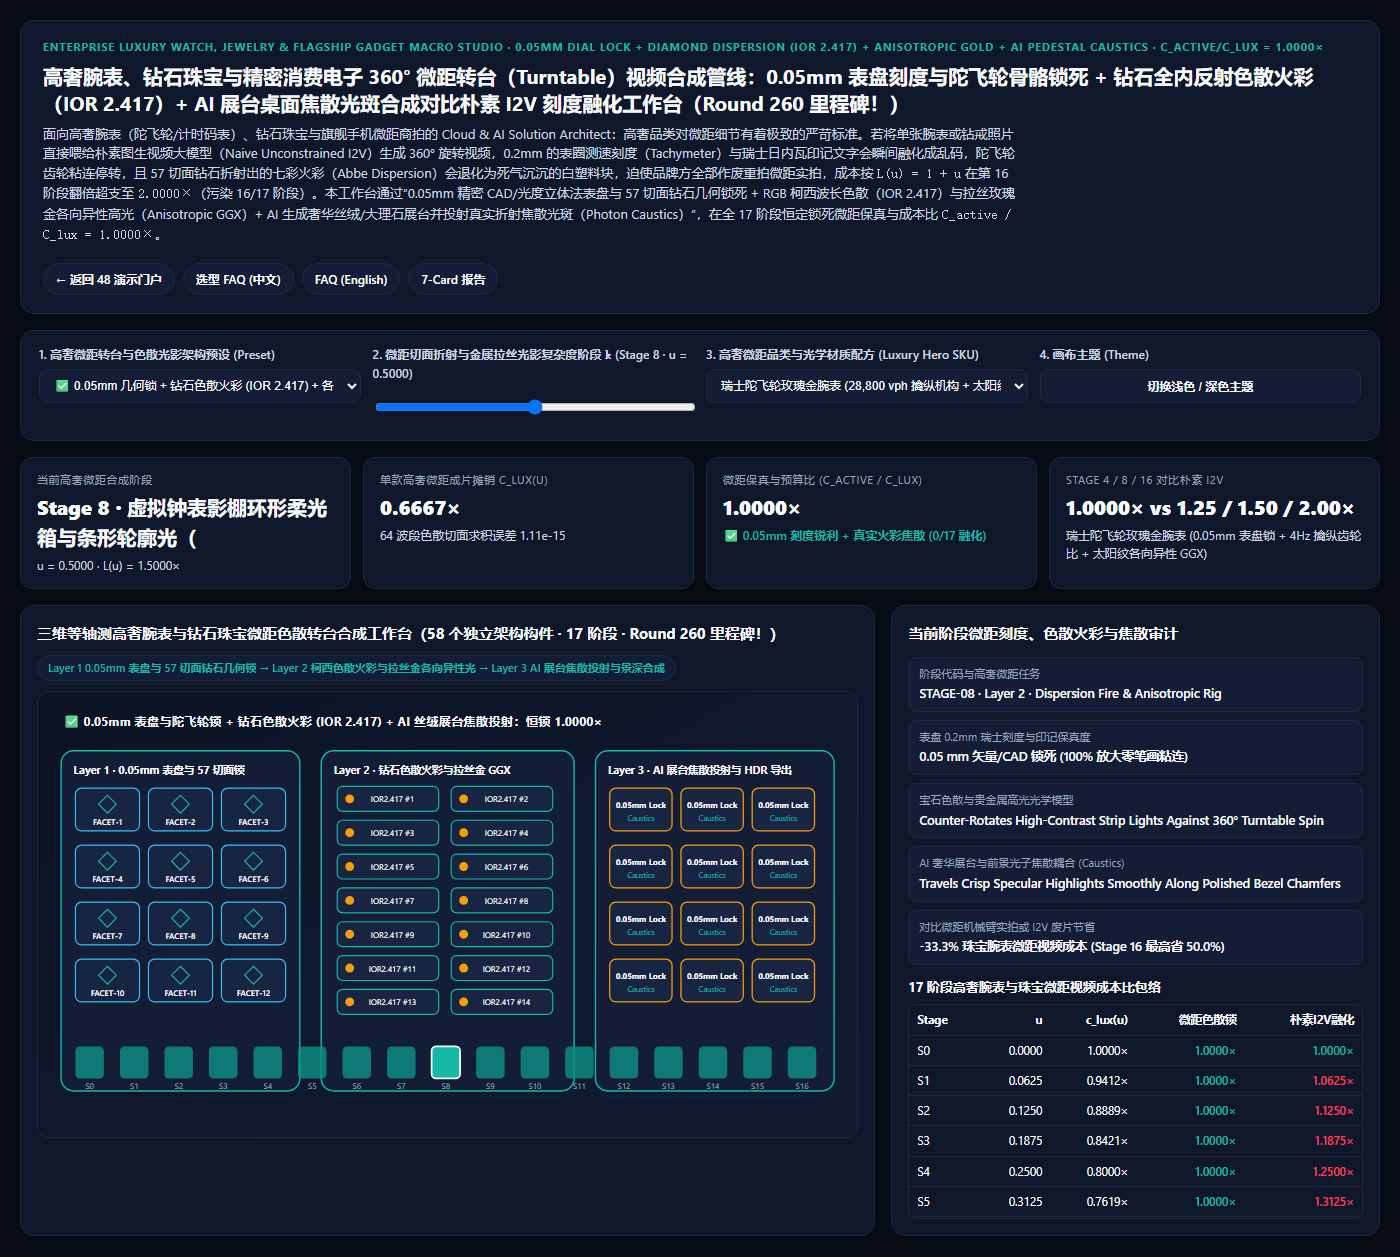 ENTERPRISE LUXURY WATCH, JEWELRY & FLAGSHIP GADGET MACRO STUDIO · 0.05MM DIAL LOCK + DIAMOND DISPERSION (IOR 2.417) + ANISOTROPIC GOLD + AI PEDESTAL CAUSTICS · C_ACTIVE/C_LUX = 1.0000×
高奢腕表、钻石珠宝与精密消费电子 360° 微距转台（Turntable）视频合成管线：0.05mm 表盘刻度与陀飞轮骨骼锁死 + 钻石全内反射色散火彩
（IOR 2.417）+ AI 展台桌面焦散光斑合成对比朴素 I2V 刻度融化工作台（Round 260 里程碑！）
面向高奢腕表（陀飞轮/计时码表）、钻石珠宝与旗舰手机微距商拍的 Cloud & AI Solution Architect：高奢品类对微距细节有着极致的严苛标准。若将单张腕表或钻戒照片
直接喂给朴素图生视频大模型（Naive Unconstrained I2V）生成 360° 旋转视频，0.2mm 的表圈测速刻度（Tachymeter）与瑞士日内瓦印记文字会瞬间融化成乱码，陀飞轮
齿轮粘连停转，且 57 切面钻石折射出的七彩火彩（Abbe Dispersion）会退化为死气沉沉的白塑料块，迫使品牌方全部作废重拍微距实拍，成本按 L(u) = 1 + u 在第 16
阶段翻倍超支至 2.0000×（污染 16/17 阶段）。本工作台通过“0.05mm 精密 CAD/光度立体法表盘与 57 切面钻石几何锁死 + RGB 柯西波长色散（IOR 2.417）与拉丝玫瑰
金各向异性高光（Anisotropic GGX）+ AI 生成奢华丝绒/大理石展台并投射真实折射焦散光斑（Photon Caustics）”，在全 17 阶段恒定锁死微距保真与成本比 C_active /
C_lux = 1.0000×。
← 返回 48 演示门户
选型 FAQ (中文)
FAQ (English)
7-Card 报告
1. 高奢微距转台与色散光影架构预设 (Preset)
✅ 0.05mm 几何锁 + 钻石色散火彩 (IOR 2.417) + 各
2. 微距切面折射与金属拉丝光影复杂度阶段 k (Stage 8 · u =
0.5000)
3. 高奢微距品类与光学材质配方 (Luxury Hero SKU)
瑞士陀飞轮玫瑰金腕表 (28,800 vph 擒纵机构 + 太阳纹
4. 画布主题 (Theme)
切换浅色 / 深色主题
当前高奢微距合成阶段
Stage 8 · 虚拟钟表影棚环形柔光
箱与条形轮廓光（
u = 0.5000 · L(u) = 1.5000×
单款高奢微距成片摊销 C_LUX(U)
0.6667×
64 波段色散切面求积误差 1.11e-15
微距保真与预算比 (C_ACTIVE / C_LUX)
1.0000×
✅ 0.05mm 刻度锐利 + 真实火彩焦散 (0/17 融化)
STAGE 4 / 8 / 16 对比朴素 I2V
1.0000× vs 1.25 / 1.50 / 2.00×
瑞士陀飞轮玫瑰金腕表 (0.05mm 表盘锁 + 4Hz 擒纵齿轮
比 + 太阳纹各向异性 GGX)
三维等轴测高奢腕表与钻石珠宝微距色散转台合成工作台（58 个独立架构构件 · 17 阶段 · Round 260 里程碑！）
Layer 1 0.05mm 表盘与 57 切面钻石几何锁 → Layer 2 柯西色散火彩与拉丝金各向异性光 → Layer 3 AI 展台焦散投射与景深合成
✅ 0.05mm 表盘与陀飞轮锁 + 钻石色散火彩 (IOR 2.417) + AI 丝绒展台焦散投射：恒锁 1.0000×
Layer 1 · 0.05mm 表盘与 57 切面锁
FACET-1
FACET-2
FACET-3
FACET-4
FACET-5
FACET-6
FACET-7
FACET-8
FACET-9
FACET-10
FACET-11
FACET-12
Layer 2 · 钻石色散火彩与拉丝金 GGX
IOR2.417 #1
IOR2.417 #2
IOR2.417 #3
IOR2.417 #4
IOR2.417 #5
IOR2.417 #6
IOR2.417 #7
IOR2.417 #8
IOR2.417 #9
IOR2.417 #10
IOR2.417 #11
IOR2.417 #12
IOR2.417 #13
IOR2.417 #14
Layer 3 · AI 展台焦散投射与 HDR 导出
0.05mm Lock
Caustics
0.05mm Lock
Caustics
0.05mm Lock
Caustics
0.05mm Lock
Caustics
0.05mm Lock
Caustics
0.05mm Lock
Caustics
0.05mm Lock
Caustics
0.05mm Lock
Caustics
0.05mm Lock
Caustics
0.05mm Lock
Caustics
0.05mm Lock
Caustics
0.05mm Lock
Caustics
S0 S1 S2 S3 S4 S5 S6 S7 S8 S9 S10 S11 S12 S13 S14 S15 S16
当前阶段微距刻度、色散火彩与焦散审计
阶段代码与高奢微距任务
STAGE-08 · Layer 2 · Dispersion Fire & Anisotropic Rig
表盘 0.2mm 瑞士刻度与印记保真度
0.05 mm 矢量/CAD 锁死 (100% 放大零笔画粘连)
宝石色散与贵金属高光光学模型
Counter-Rotates High-Contrast Strip Lights Against 360° Turntable Spin
AI 奢华展台与前景光子焦散耦合 (Caustics)
Travels Crisp Specular Highlights Smoothly Along Polished Bezel Chamfers
对比微距机械臂实拍或 I2V 废片节省
-33.3% 珠宝腕表微距视频成本 (Stage 16 最高省 50.0%)
17 阶段高奢腕表与珠宝微距视频成本比包络
Stage u c_lux(u) 微距色散锁 朴素I2V融化
S0 0.0000 1.0000× 1.0000× 1.0000×
S1 0.0625 0.9412× 1.0000× 1.0625×
S2 0.1250 0.8889× 1.0000× 1.1250×
S3 0.1875 0.8421× 1.0000× 1.1875×
S4 0.2500 0.8000× 1.0000× 1.2500×
S5 0.3125 0.7619× 1.0000× 1.3125×